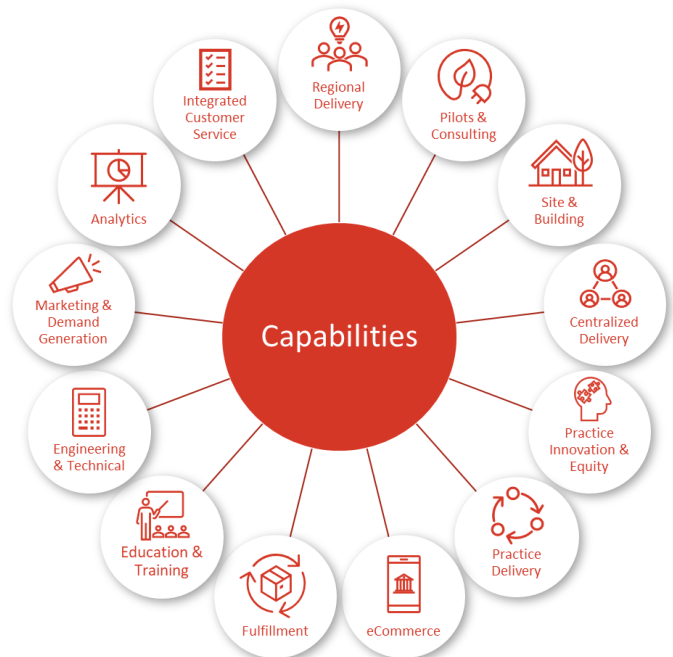 Regional
Delivery
Pilots &
Consulting
Site &
Building
Centralized
Delivery
Practice
Innovation &
Equity
Practice
Delivery
eCommerce
Fulfillment
Education &
Training
Engineering
& Technical
Marketing &
Demand
Generation
Analytics
Integrated
Customer
Service
Capabilities